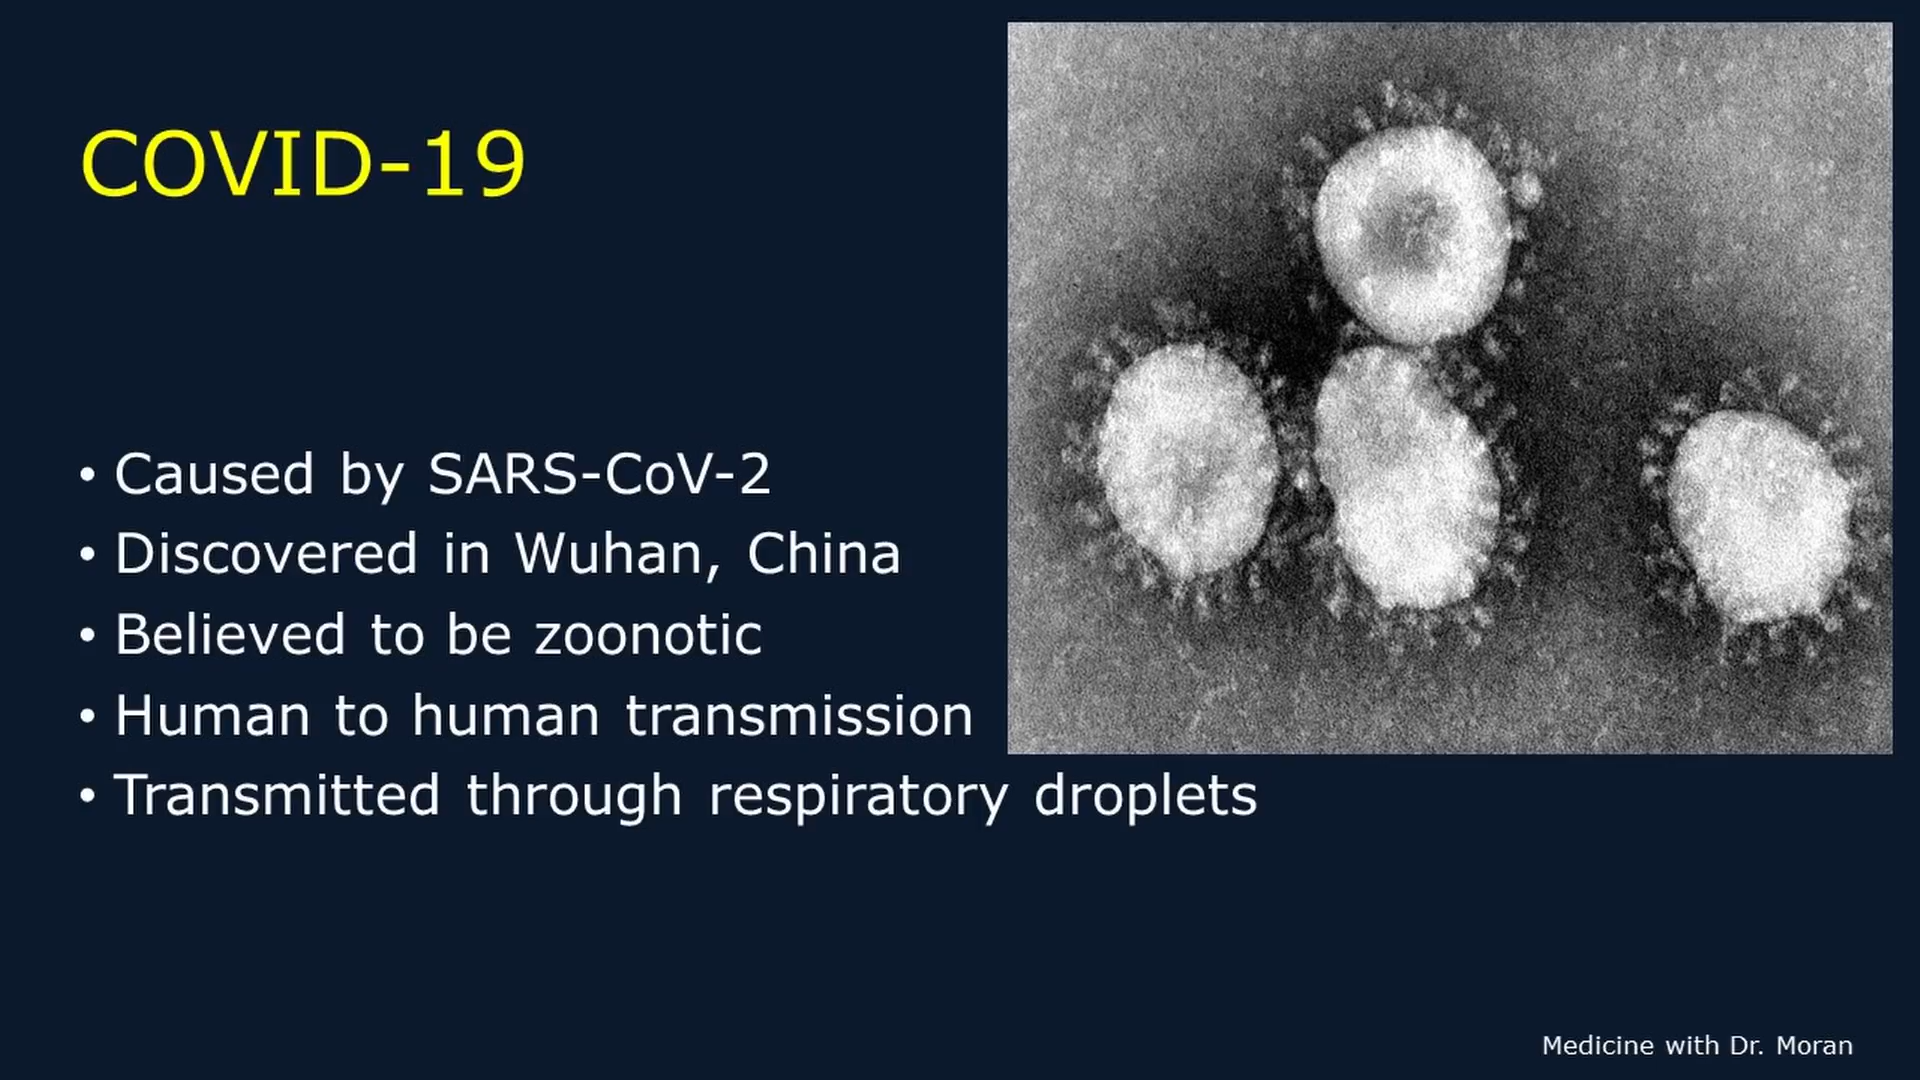 COVID-19
• Caused by SARS-CoV-2
• Discovered in Wuhan, China
• Believed to be zoonotic
• Human to human transmission
• Transmitted through respiratory droplets
Medicine with Dr. Moran